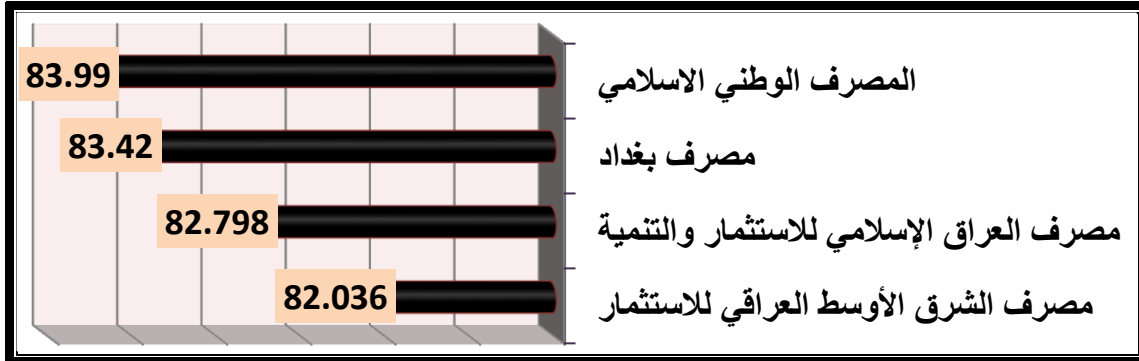 المصرف الوطني الاسلامي
83.99
مصرف بغداد
83.42
مصرف العراق الإسلامي للاستثمار والتنمية
82.798
مصرف الشرق الأوسط العراقي للاستثمار
82.036